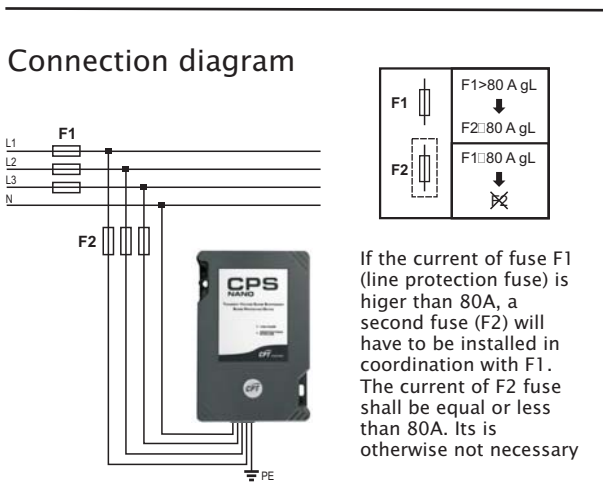 Connection diagram
F1
L1
L2
L3
N
F2
CPS
NANO
CPT
CPT
PE
F1
F1>80 A gL
F2□80 A gL
F2
F1□80 A gL
F2
If the current of fuse F1
(line protection fuse) is
higer than 80A, a
second fuse (F2) will
have to be installed in
coordination with F1.
The current of F2 fuse
shall be equal or less
than 80A. Its is
otherwise not necessary